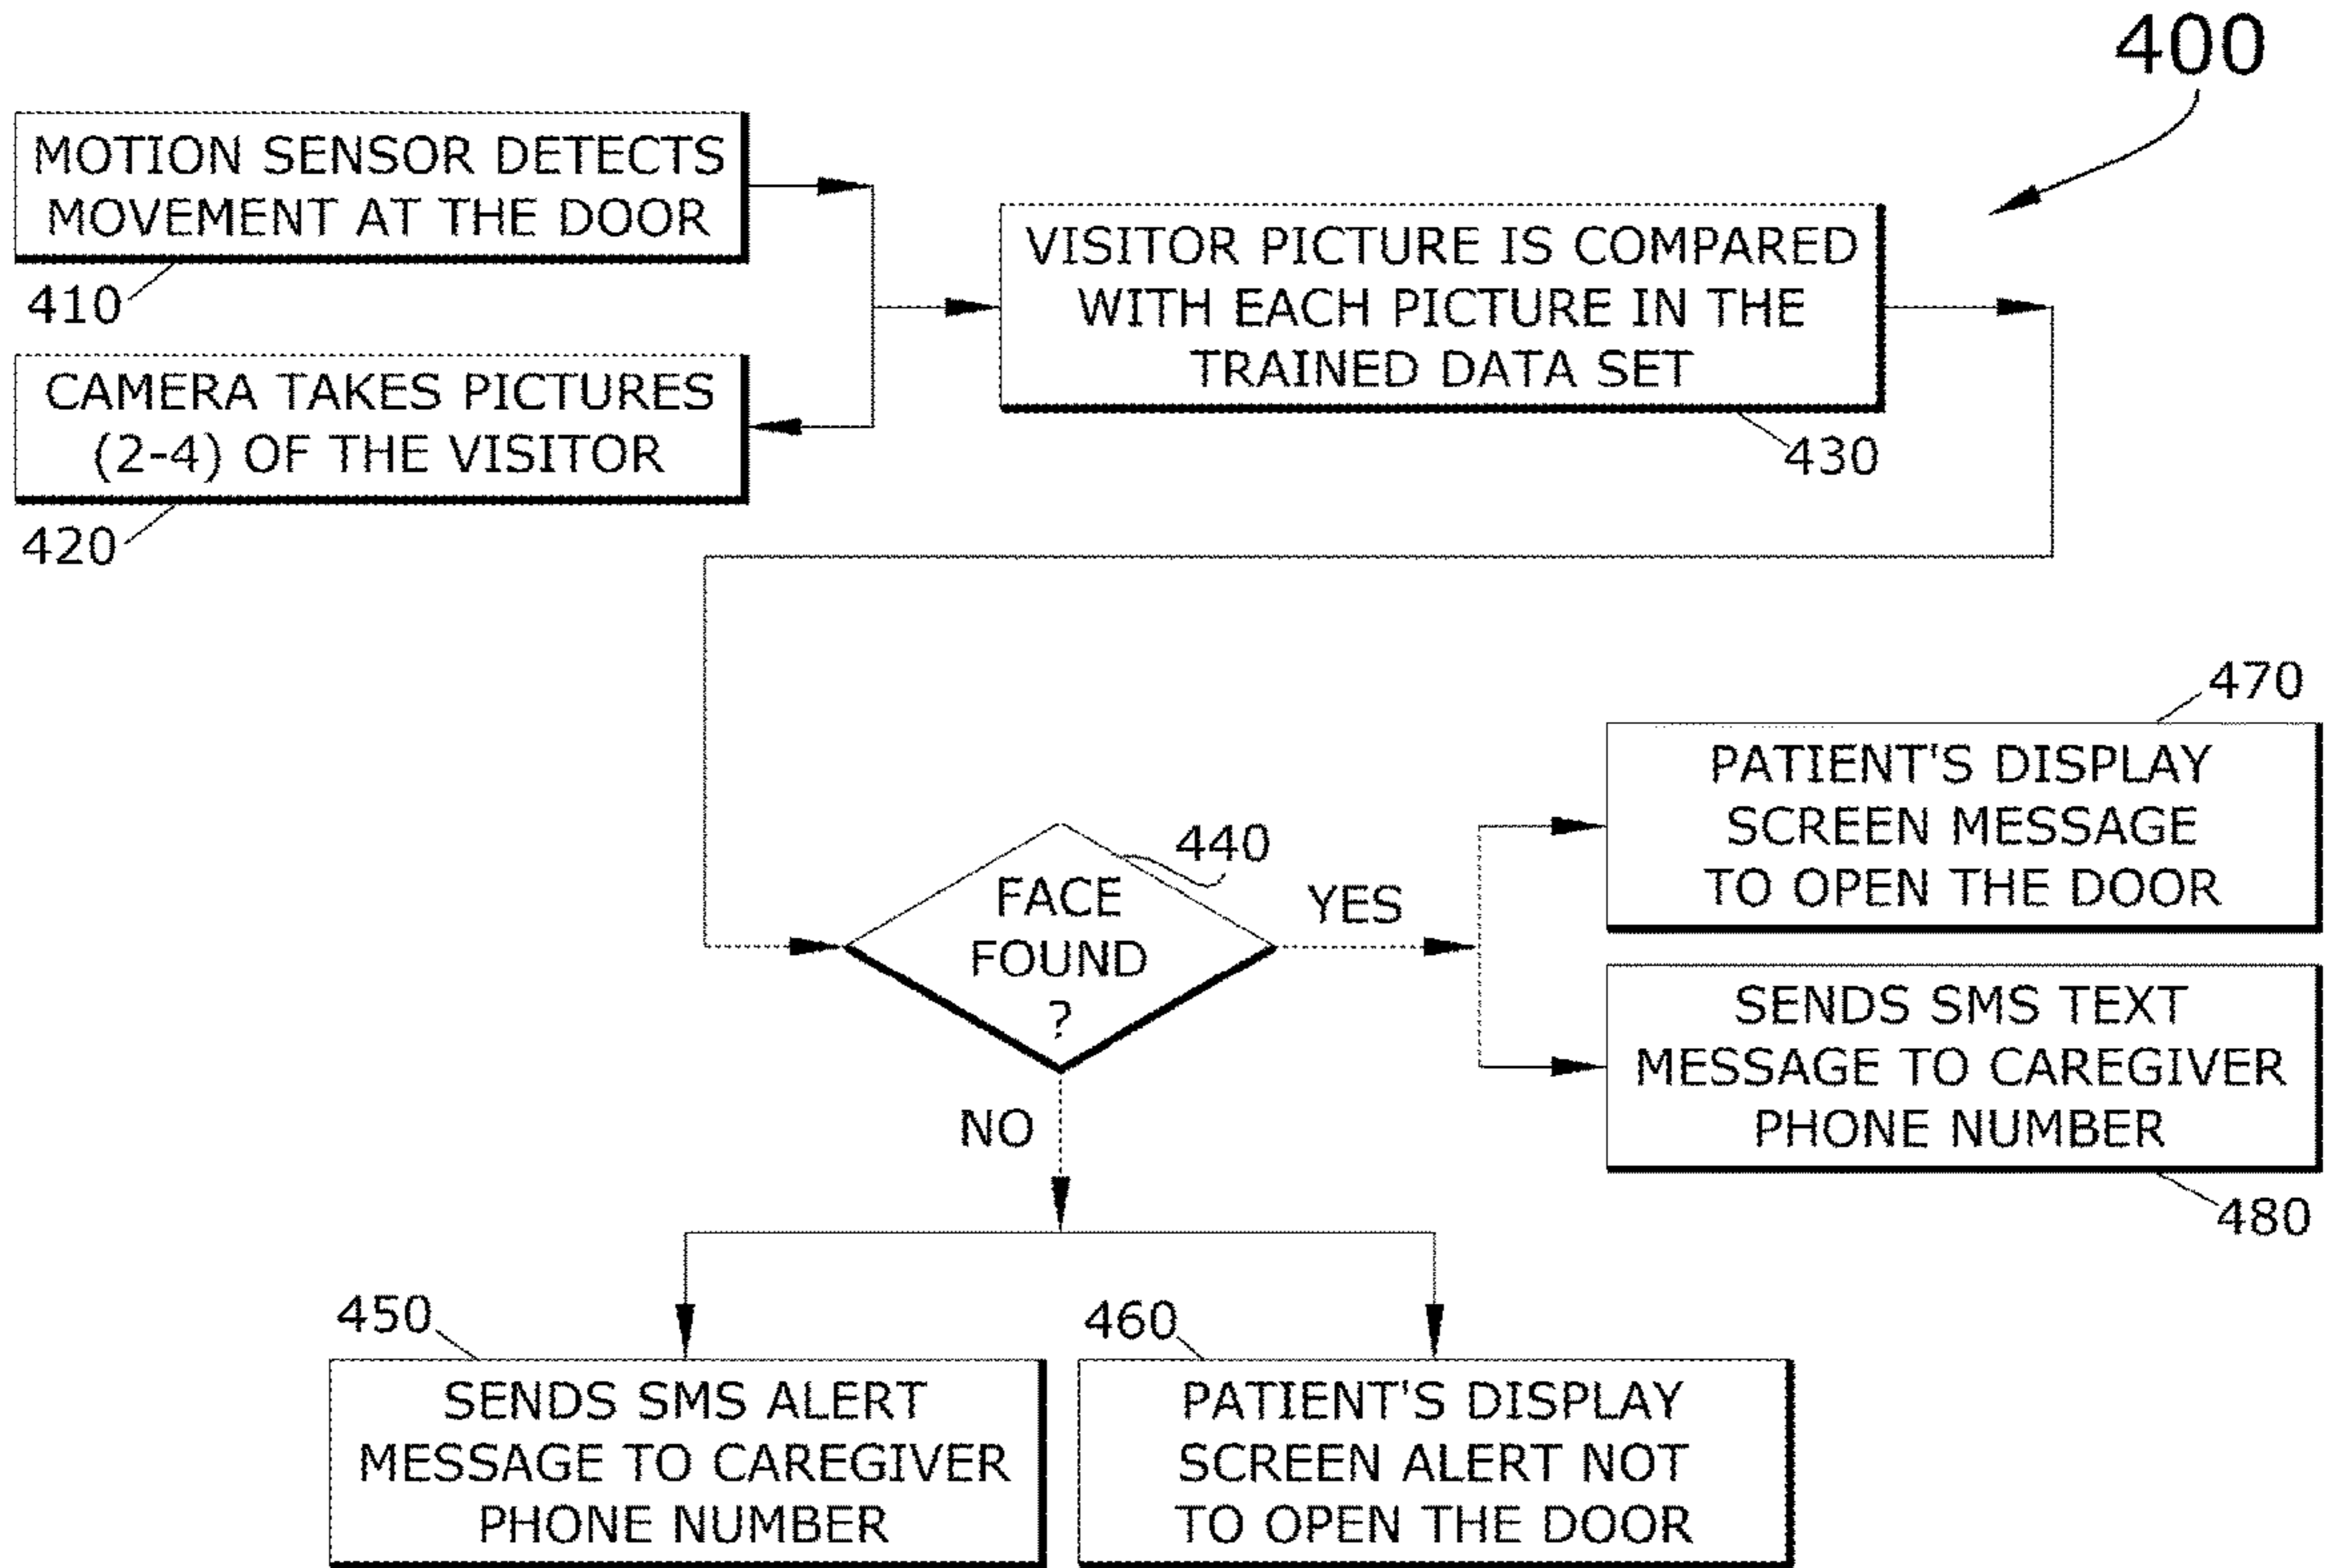 400
MOTION SENSOR DETECTS
MOVEMENT AT THE DOOR
410
CAMERA TAKES PICTURES
(2-4) OF THE VISITOR
420
VISITOR PICTURE IS COMPARED
WITH EACH PICTURE IN THE
TRAINED DATA SET
430
440
FACE
FOUND
?
YES
NO
470
PATIENT'S DISPLAY
SCREEN MESSAGE
TO OPEN THE DOOR
SENDS SMS TEXT
MESSAGE TO CAREGIVER
PHONE NUMBER
480
450
SENDS SMS ALERT
MESSAGE TO CAREGIVER
PHONE NUMBER
460
PATIENT'S DISPLAY
SCREEN ALERT NOT
TO OPEN THE DOOR